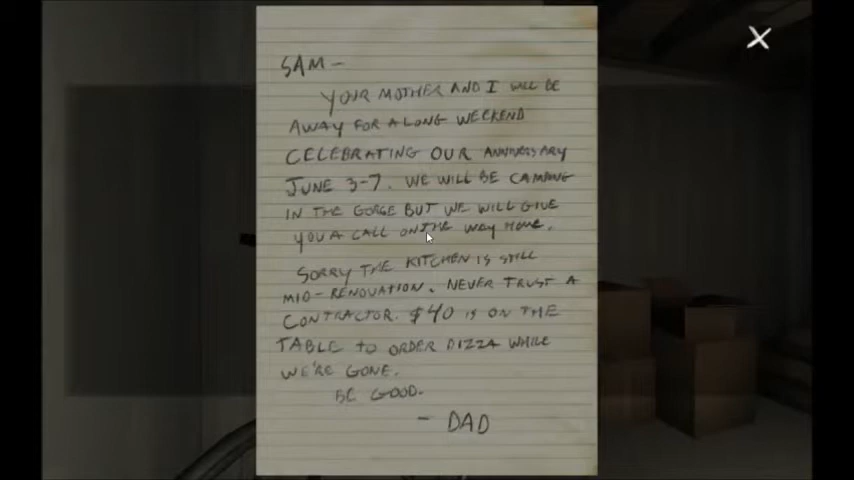 SAM -
YOUR MOTHER AND I WILL BE
AWAY FOR A LONG WEEKEND
CELEBRATING OUR ANNIVERSARY
JUNE 3-7. WE WILL BE CAMPING
IN THE GORGE BUT WE WILL GIVE
YOU A CALL ON THE WAY HOME.
SORRY THE KITCHEN IS STILL
MID-RENOVATION. NEVER TRUST A
CONTRACTOR. $40 IS ON THE
TABLE TO ORDER PIZZA WHILE
WE'RE GONE.
BE GOOD.
- DAD